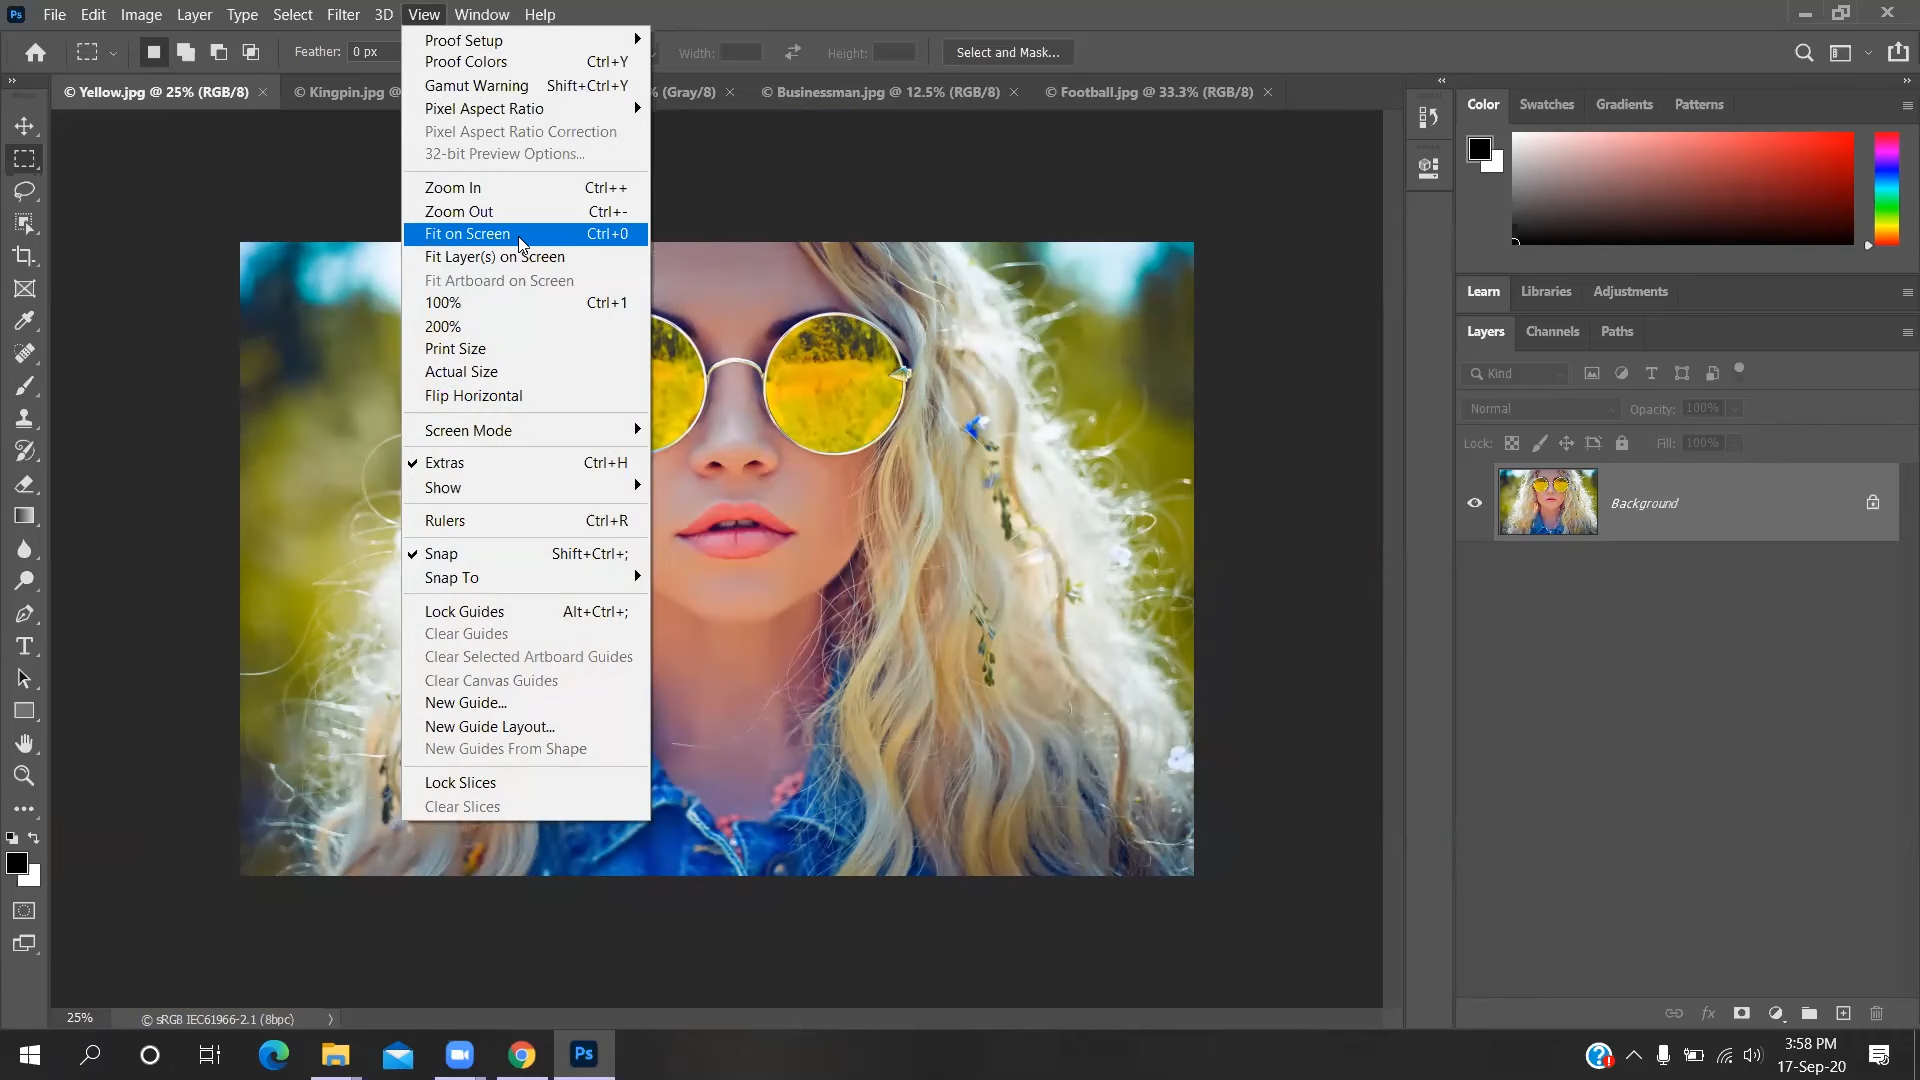 Ps File Edit Image Layer Type Select Filter 3D View Window Help
Feather: 0 px Width: Height: Select and Mask...
© Yellow.jpg @ 25% (RGB/8) © Kingpin.jpg @ % (Gray/8) © Businessman.jpg @ 12.5% (RGB/8) © Football.jpg @ 33.3% (RGB/8)
Proof Setup
Proof Colors Ctrl+Y
Gamut Warning Shift+Ctrl+Y
Pixel Aspect Ratio
Pixel Aspect Ratio Correction
32-bit Preview Options...
Zoom In Ctrl++
Zoom Out Ctrl+-
Fit on Screen Ctrl+0
Fit Layer(s) on Screen
Fit Artboard on Screen
100% Ctrl+1
200%
Print Size
Actual Size
Flip Horizontal
Screen Mode
Extras Ctrl+H
Show
Rulers Ctrl+R
Snap Shift+Ctrl+;
Snap To
Lock Guides Alt+Ctrl+;
Clear Guides
Clear Selected Artboard Guides
Clear Canvas Guides
New Guide...
New Guide Layout...
New Guides From Shape
Lock Slices
Clear Slices
Color Swatches Gradients Patterns
Learn Libraries Adjustments
Layers Channels Paths
Kind
Normal Opacity: 100%
Lock: Fill: 100%
Background
fx
25% © sRGB IEC61966-2.1 (8bpc)
Ps
3:58 PM
17-Sep-20